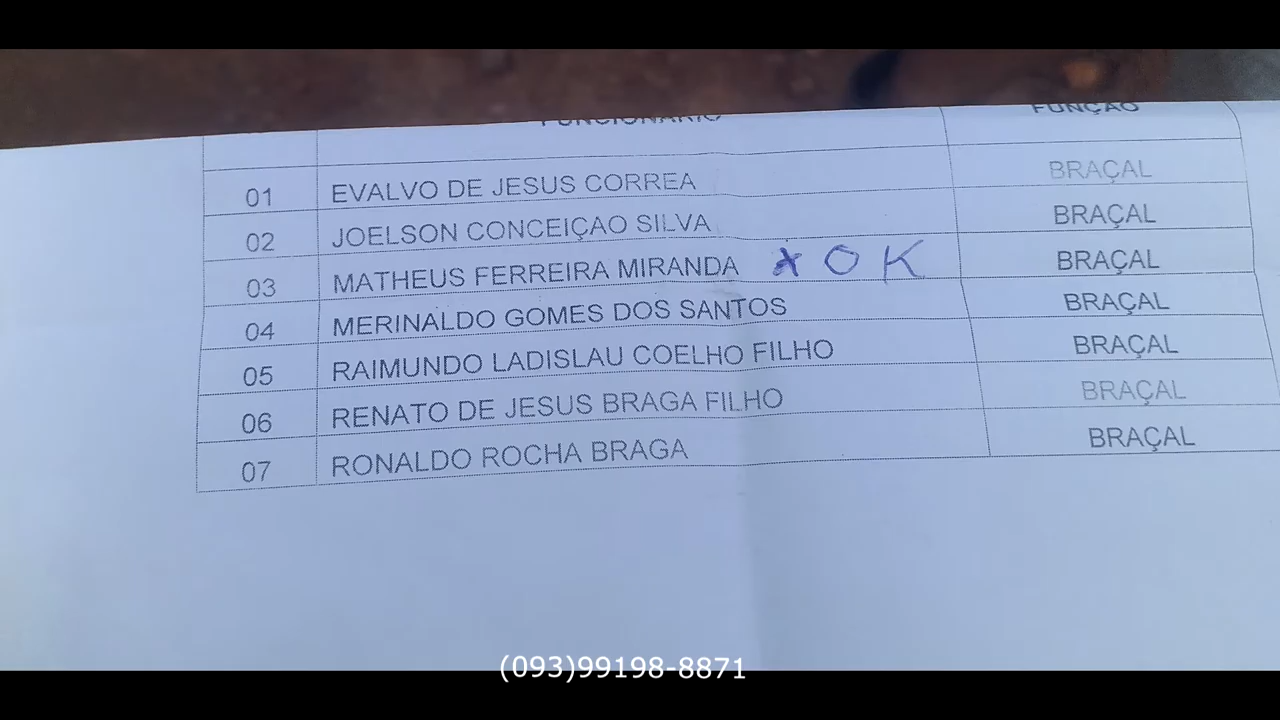 FUNCIONÁRIO FUNÇÃO
01 EVALVO DE JESUS CORREA BRAÇAL
02 JOELSON CONCEIÇAO SILVA BRAÇAL
03 MATHEUS FERREIRA MIRANDA X OK BRAÇAL
04 MERINALDO GOMES DOS SANTOS BRAÇAL
05 RAIMUNDO LADISLAU COELHO FILHO BRAÇAL
06 RENATO DE JESUS BRAGA FILHO BRAÇAL
07 RONALDO ROCHA BRAGA BRAÇAL
(093)99198-8871